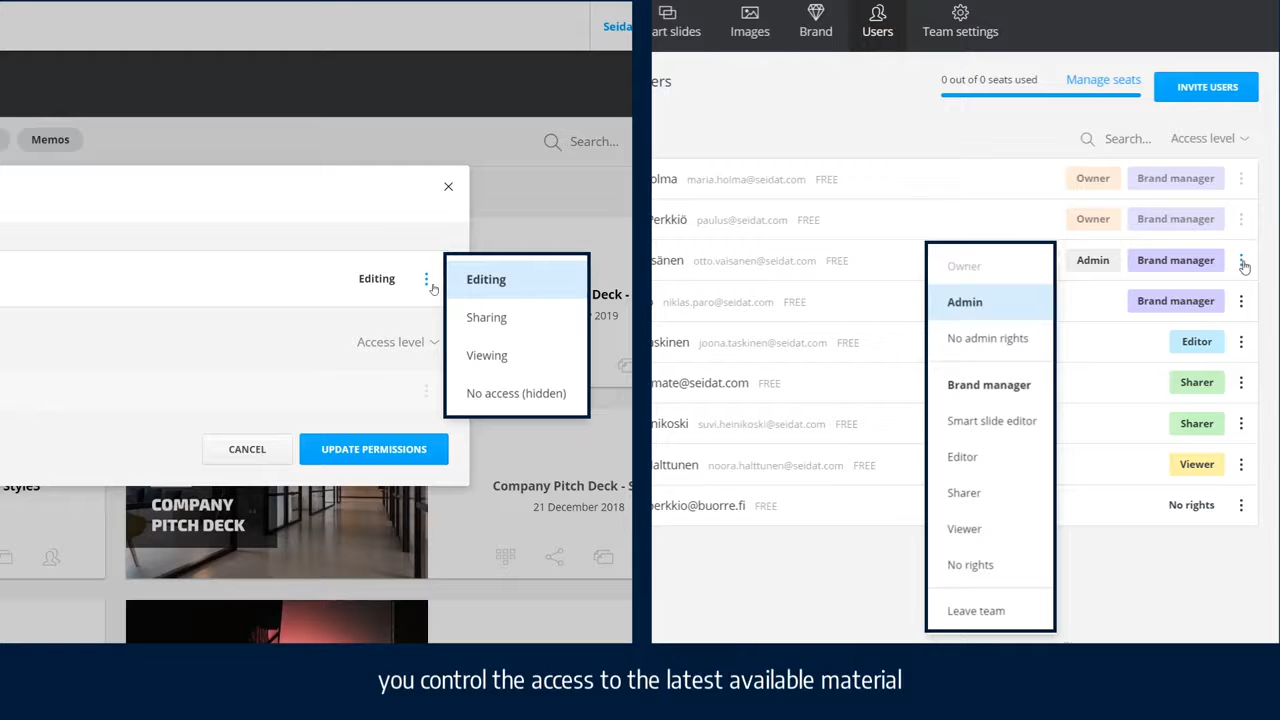 Seida
Memos
Search...
Editing
Access level
Editing
Sharing
Viewing
No access (hidden)
Deck -
2019
CANCEL
UPDATE PERMISSIONS
Style5
COMPANY
PITCH DECK
Company Pitch Deck - S
21 December 2018
art slides
Images
Brand
Users
Team settings
ers
0 out of 0 seats used
Manage seats
INVITE USERS
Search...
Access level
olma maria.holma@seidat.com FREE Owner Brand manager
Perkkiö paulus@seidat.com FREE Owner Brand manager
sänen otto.vaisanen@seidat.com FREE Admin Brand manager
niklas.paro@seidat.com FREE Brand manager
askinen joona.taskinen@seidat.com FREE Editor
mate@seidat.com FREE Sharer
nikoski suvi.heinikoski@seidat.com FREE Sharer
alttunen noora.halttunen@seidat.com FREE Viewer
perkkio@buorre.fi FREE No rights
Owner
Admin
No admin rights
Brand manager
Smart slide editor
Editor
Sharer
Viewer
No rights
Leave team
you control the access to the latest available material